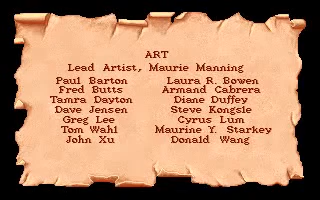 ART
Lead Artist, Maurie Manning
Paul Barton Laura R. Bowen
Fred Butts Armand Cabrera
Tamra Dayton Diane Duffey
Dave Jensen Steve Kongsle
Greg Lee Cyrus Lum
Tom Wahl Maurine Y. Starkey
John Xu Donald Wang